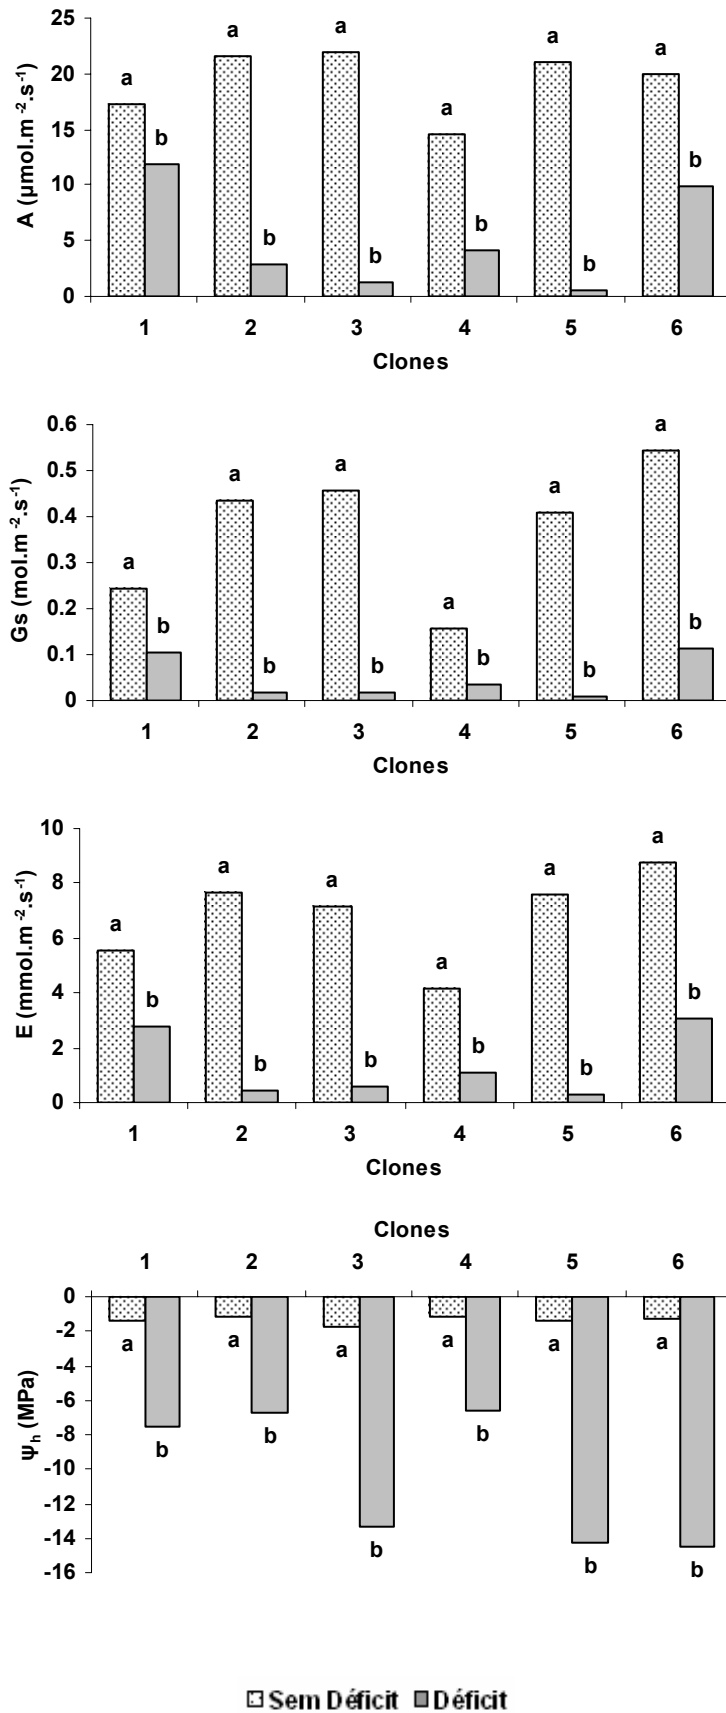 25
20
15
10
5
0
A (µmol.m⁻².s⁻¹)
a a a a a a
b b b b b b
1 2 3 4 5 6
Clones
0.6
0.5
0.4
0.3
0.2
0.1
0
Gs (mol.m⁻².s⁻¹)
a a a a a a
b b b b b b
1 2 3 4 5 6
Clones
10
8
6
4
2
0
E (mmol.m⁻².s⁻¹)
a a a a a a
b b b b b b
1 2 3 4 5 6
Clones
Clones
1 2 3 4 5 6
0
-2
-4
-6
-8
-10
-12
-14
-16
Ψh (MPa)
a a a a a a
b b b b b b
Sem Déficit Déficit